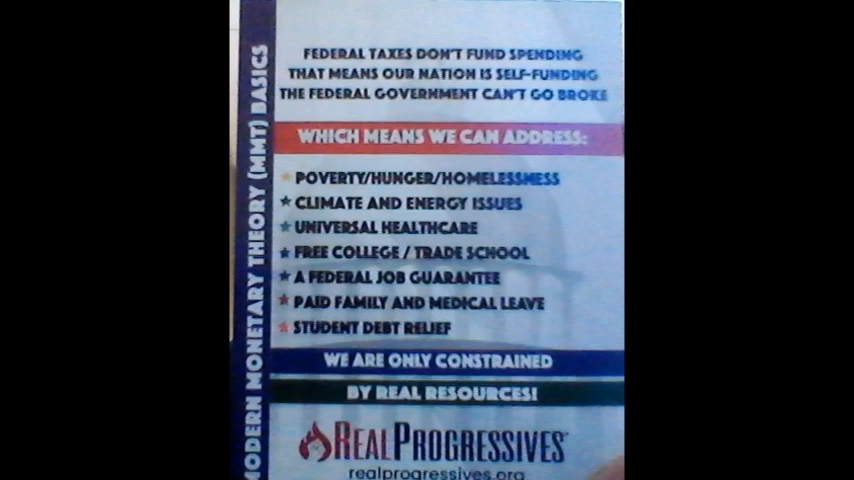 MODERN MONETARY THEORY (MMT) BASICS
FEDERAL TAXES DON'T FUND SPENDING
THAT MEANS OUR NATION IS SELF-FUNDING
THE FEDERAL GOVERNMENT CAN'T GO BROKE
WHICH MEANS WE CAN ADDRESS:
POVERTY/HUNGER/HOMELESSNESS
CLIMATE AND ENERGY ISSUES
UNIVERSAL HEALTHCARE
FREE COLLEGE / TRADE SCHOOL
A FEDERAL JOB GUARANTEE
PAID FAMILY AND MEDICAL LEAVE
STUDENT DEBT RELIEF
WE ARE ONLY CONSTRAINED
BY REAL RESOURCES!
REALPROGRESSIVES
realprogressives.org